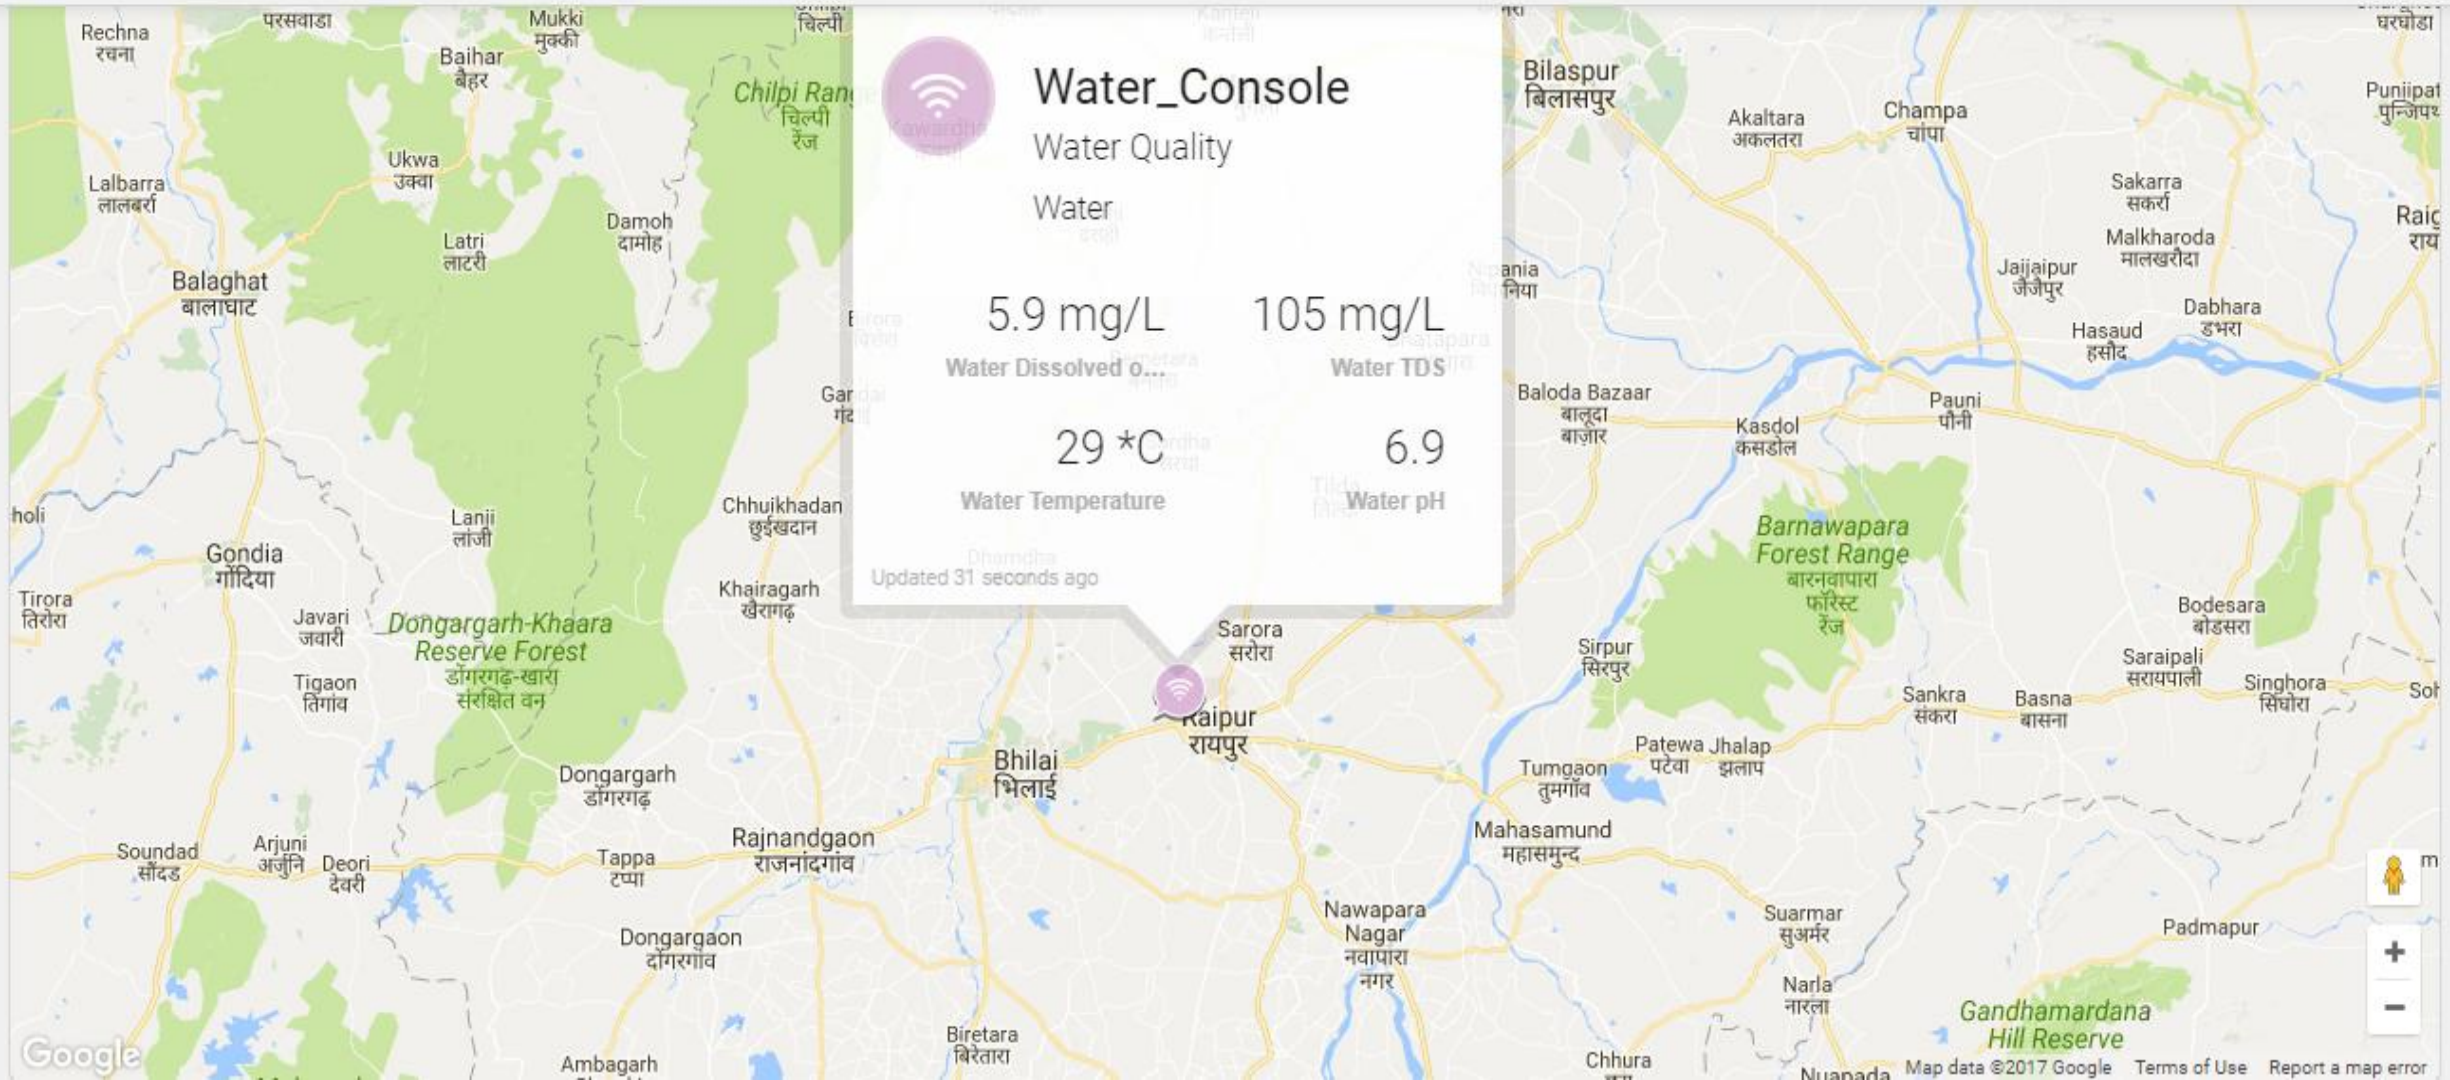 परसवाडा
Mukki
मुक्की
चिल्पी
Rechna
रचना
Baihar
बैहर
Chilpi Range
चिल्पी
रेंज
Kawardha
Water_Console
Water Quality
Water
5.9 mg/L
Water Dissolved o...
105 mg/L
Water TDS
29 *C
Water Temperature
6.9
Water pH
Updated 31 seconds ago
Bilaspur
बिलासपुर
Akaltara
अकलतरा
Champa
चांपा
घरघोडा
Ukwa
उक्वा
Lalbarra
लालबर्रा
Damoh
दामोह
Latri
लाटरी
Balaghat
बालाघाट
Sakarra
सकर्रा
Malkharoda
मालखरौदा
Jaijaipur
जैजैपुर
Dabhara
डभरा
Hasaud
हसौद
Baloda Bazaar
बालूदा
बाज़ार
Kasdol
कसडोल
Pauni
पौनी
Chhuikhadan
छुईखदान
Lanji
लांजी
Gondia
गोंदिया
Tirora
तिरोरा
Javari
जवारी
Dongargarh-Khaara
Reserve Forest
डोंगरगढ़-खारा
संरक्षित वन
Khairagarh
खैरागढ़
Dhamdha
Tilda
Tigaon
तिगांव
Sarora
सरोरा
Raipur
रायपुर
Bhilai
भिलाई
Barnawapara
Forest Range
बारनवापारा
फॉरेस्ट
रेंज
Sirpur
सिरपुर
Bodesara
बोडसरा
Saraipali
सरायपाली
Singhora
सिंघोरा
Sankra
संकरा
Basna
बासना
Patewa
पटेवा
Jhalap
झलाप
Tumgaon
तुमगाँव
Mahasamund
महासमुन्द
Dongargarh
डोंगरगढ़
Rajnandgaon
राजनांदगांव
Tappa
टप्पा
Soundad
सौंदड
Arjuni
अर्जुनि
Deori
देवरी
Dongargaon
दोंगरगांव
Nawapara
Nagar
नवापारा
नगर
Suarmar
सुअर्मर
Padmapur
Narla
नारला
Gandhamardana
Hill Reserve
Biretara
बिरेतारा
Ambagarh
Chhura
Nuapada
Google
Map data ©2017 Google
Terms of Use
Report a map error